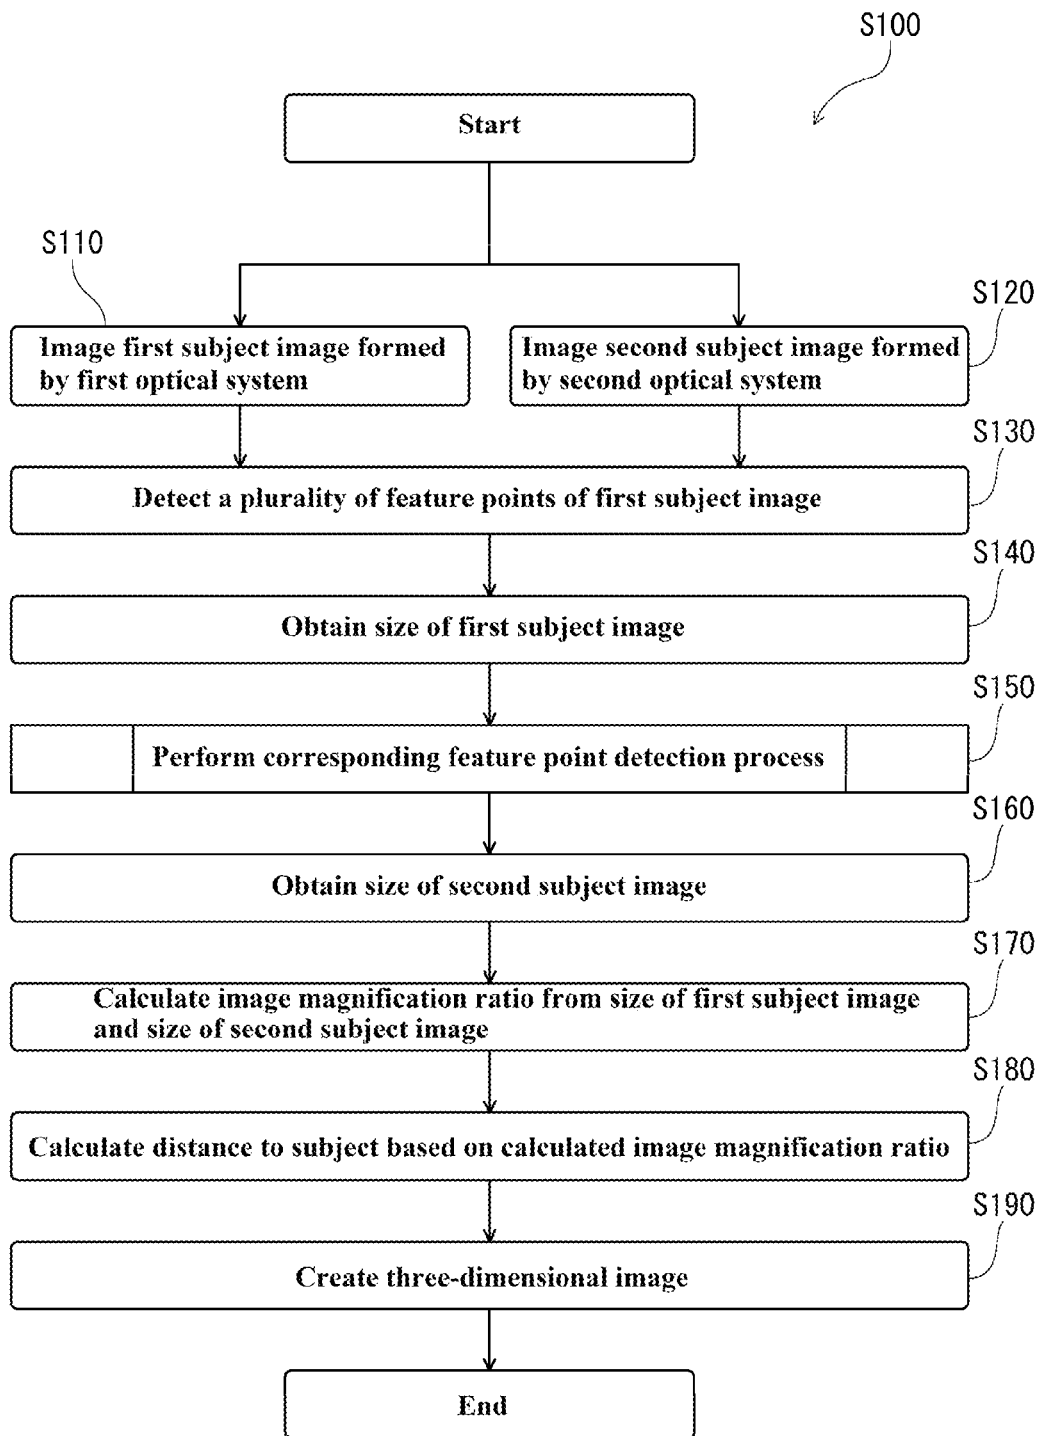 S100
Start
S110
S120
Image first subject image formed
by first optical system
Image second subject image formed
by second optical system
S130
Detect a plurality of feature points of first subject image
S140
Obtain size of first subject image
S150
Perform corresponding feature point detection process
S160
Obtain size of second subject image
S170
Calculate image magnification ratio from size of first subject image
and size of second subject image
S180
Calculate distance to subject based on calculated image magnification ratio
S190
Create three-dimensional image
End